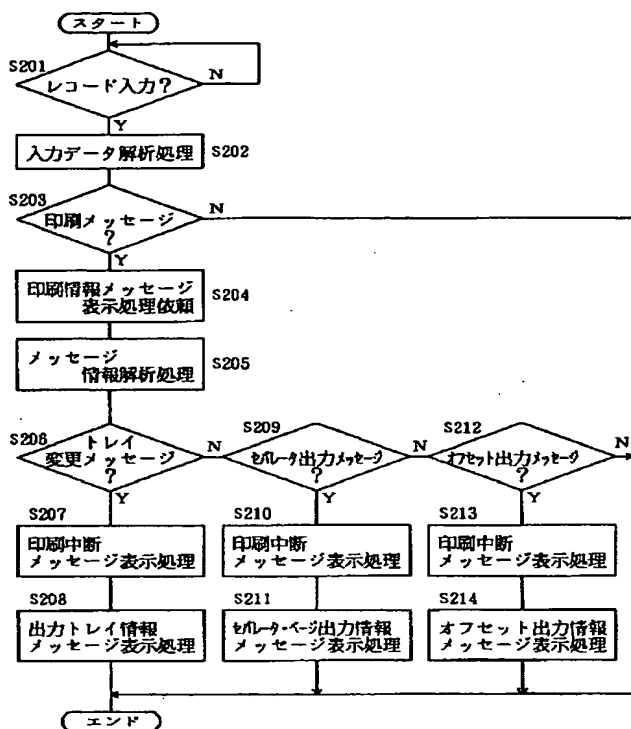 スタート
S201
レコード入力?
N
Y
入力データ解析処理
S202
S203
印刷メッセージ
?
N
Y
印刷情報メッセージ
表示処理依頼
S204
メッセージ
情報解析処理
S205
S206
トレイ
変更メッセージ
?
N
Y
S209
セパレータ出力メッセージ
?
N
Y
S212
オフセット出力メッセージ
?
N
Y
S207
印刷中断
メッセージ表示処理
S210
印刷中断
メッセージ表示処理
S213
印刷中断
メッセージ表示処理
S208
出力トレイ情報
メッセージ表示処理
S211
セパレータ・ページ出力情報
メッセージ表示処理
S214
オフセット出力情報
メッセージ表示処理
エンド